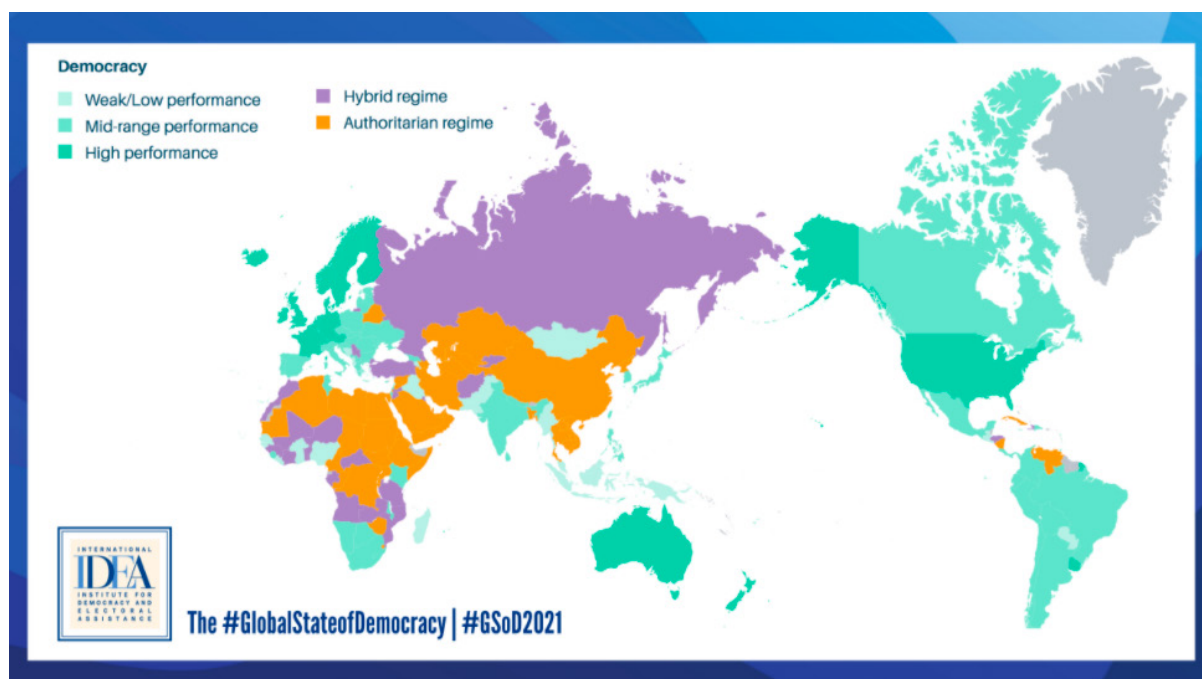 Democracy
Weak/Low performance
Mid-range performance
High performance
Hybrid regime
Authoritarian regime
INTERNATIONAL
IDEA
INSTITUTE FOR
DEMOCRACY AND
ELECTORAL
ASSISTANCE
The #GlobalStateofDemocracy | #GSoD2021